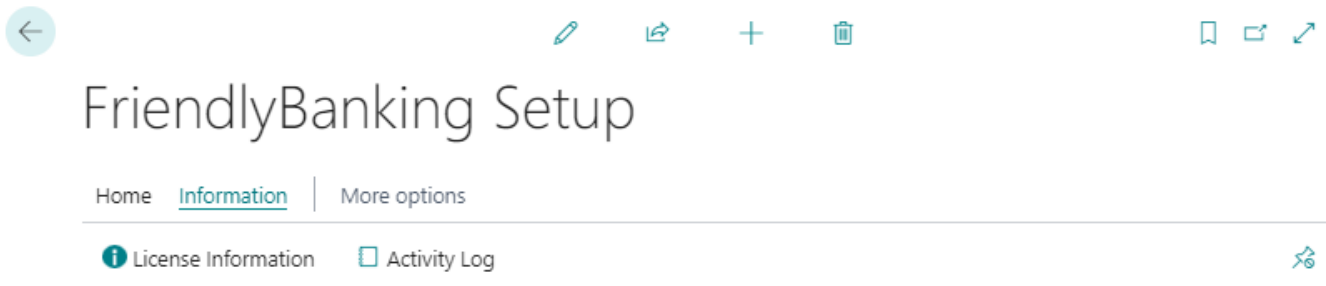 FriendlyBanking Setup
Home Information More options
License Information Activity Log